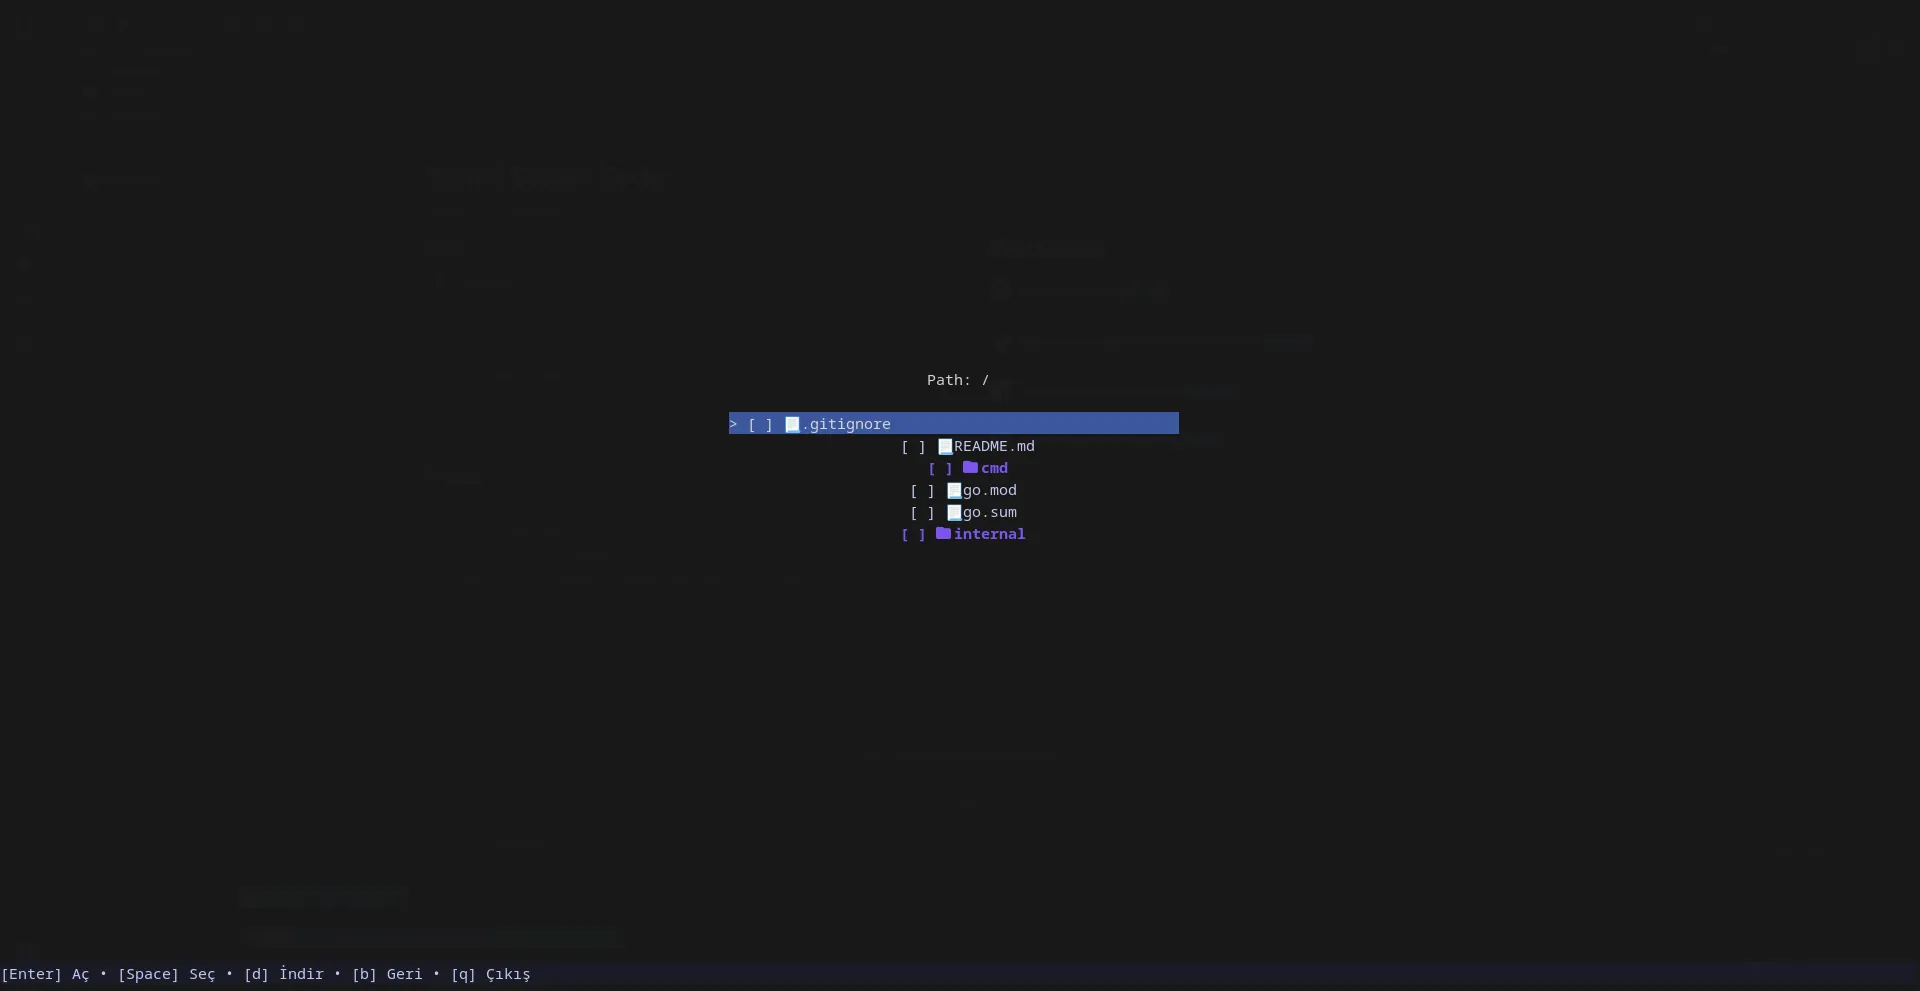 Path: /
> [ ] .gitignore
[ ] README.md
[ ] cmd
[ ] go.mod
[ ] go.sum
[ ] internal
[Enter] Aç • [Space] Seç • [d] İndir • [b] Geri • [q] Çıkış